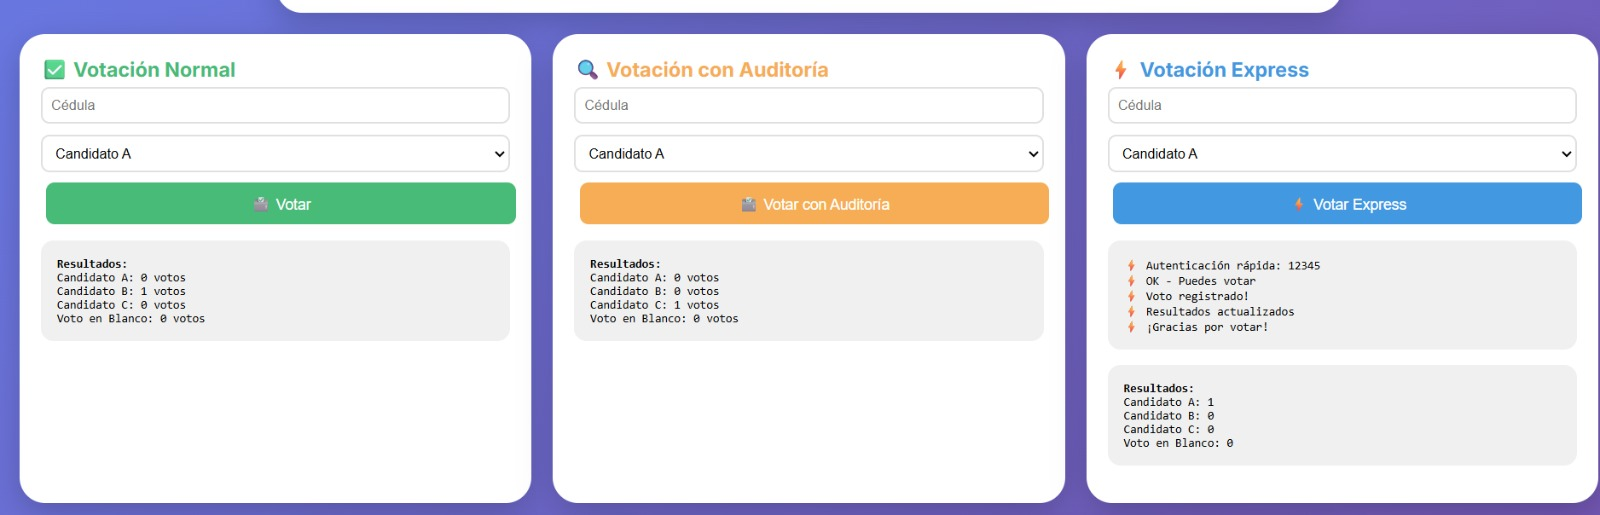 Votación Normal
Cédula
Candidato A
Votar
Resultados:
Candidato A: 0 votos
Candidato B: 1 votos
Candidato C: 0 votos
Voto en Blanco: 0 votos
Votación con Auditoría
Cédula
Candidato A
Votar con Auditoría
Resultados:
Candidato A: 0 votos
Candidato B: 0 votos
Candidato C: 1 votos
Voto en Blanco: 0 votos
Votación Express
Cédula
Candidato A
Votar Express
Autenticación rápida: 12345
OK - Puedes votar
Voto registrado!
Resultados actualizados
¡Gracias por votar!
Resultados:
Candidato A: 1
Candidato B: 0
Candidato C: 0
Voto en Blanco: 0